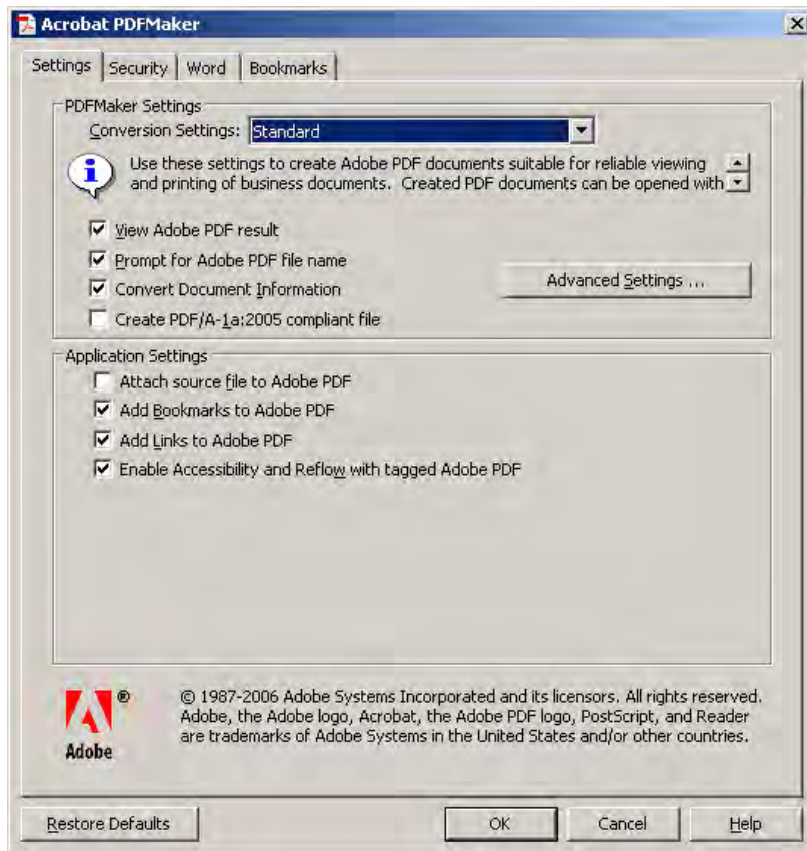 Acrobat PDFMaker
Settings Security Word Bookmarks
PDFMaker Settings
Conversion Settings: Standard
Use these settings to create Adobe PDF documents suitable for reliable viewing
and printing of business documents. Created PDF documents can be opened with
View Adobe PDF result
Prompt for Adobe PDF file name
Convert Document Information
Advanced Settings ...
Create PDF/A-1a:2005 compliant file
Application Settings
Attach source file to Adobe PDF
Add Bookmarks to Adobe PDF
Add Links to Adobe PDF
Enable Accessibility and Reflow with tagged Adobe PDF
® © 1987-2006 Adobe Systems Incorporated and its licensors. All rights reserved.
Adobe, the Adobe logo, Acrobat, the Adobe PDF logo, PostScript, and Reader
are trademarks of Adobe Systems in the United States and/or other countries.
Adobe
Restore Defaults OK Cancel Help